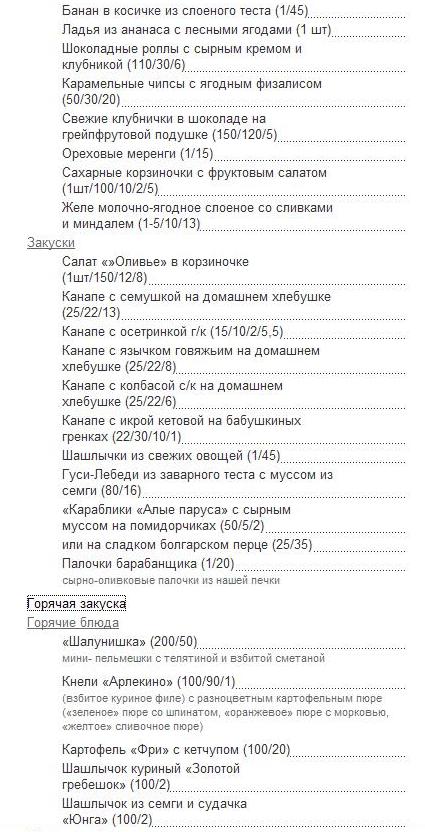 Банан в косичке из слоеного теста (1/45)
Ладья из ананаса с лесными ягодами (1 шт)
Шоколадные роллы с сырным кремом и
клубникой (110/30/6)
Карамельные чипсы с ягодным физалисом
(50/30/20)
Свежие клубнички в шоколаде на
грейпфрутовой подушке (150/120/5)
Ореховые меренги (1/15)
Сахарные корзиночки с фруктовым салатом
(1шт/100/10/2/5)
Желе молочно-ягодное слоеное со сливками
и миндалем (1-5/10/13)
Закуски
Салат «»Оливье» в корзиночке
(1шт/150/12/8)
Канапе с семушкой на домашнем хлебушке
(25/22/13)
Канапе с осетринкой г/к (15/10/2/5,5)
Канапе с язычком говяжьим на домашнем
хлебушке (25/22/8)
Канапе с колбасой с/к на домашнем
хлебушке (25/22/6)
Канапе с икрой кетовой на бабушкиных
гренках (22/30/10/1)
Шашлычки из свежих овощей (1/45)
Гуси-Лебеди из заварного теста с муссом из
семги (80/16)
«Караблики «Алые паруса» с сырным
муссом на помидорчиках (50/5/2)
или на сладком болгарском перце (25/35)
Палочки барабанщика (1/20)
сырно-оливковые палочки из нашей печки
Горячая закуска
Горячие блюда
«Шалунишка» (200/50)
мини- пельмешки с телятиной и взбитой сметаной
Кнели «Арлекино» (100/90/1)
(взбитое куриное филе) с разноцветным картофельным пюре
(«зеленое» пюре со шпинатом, «оранжевое» пюре с морковью,
«желтое» сливочное пюре)
Картофель «Фри» с кетчупом (100/20)
Шашлычок куриный «Золотой
гребешок» (100/2)
Шашлычок из семги и судачка
«Юнга» (100/2)